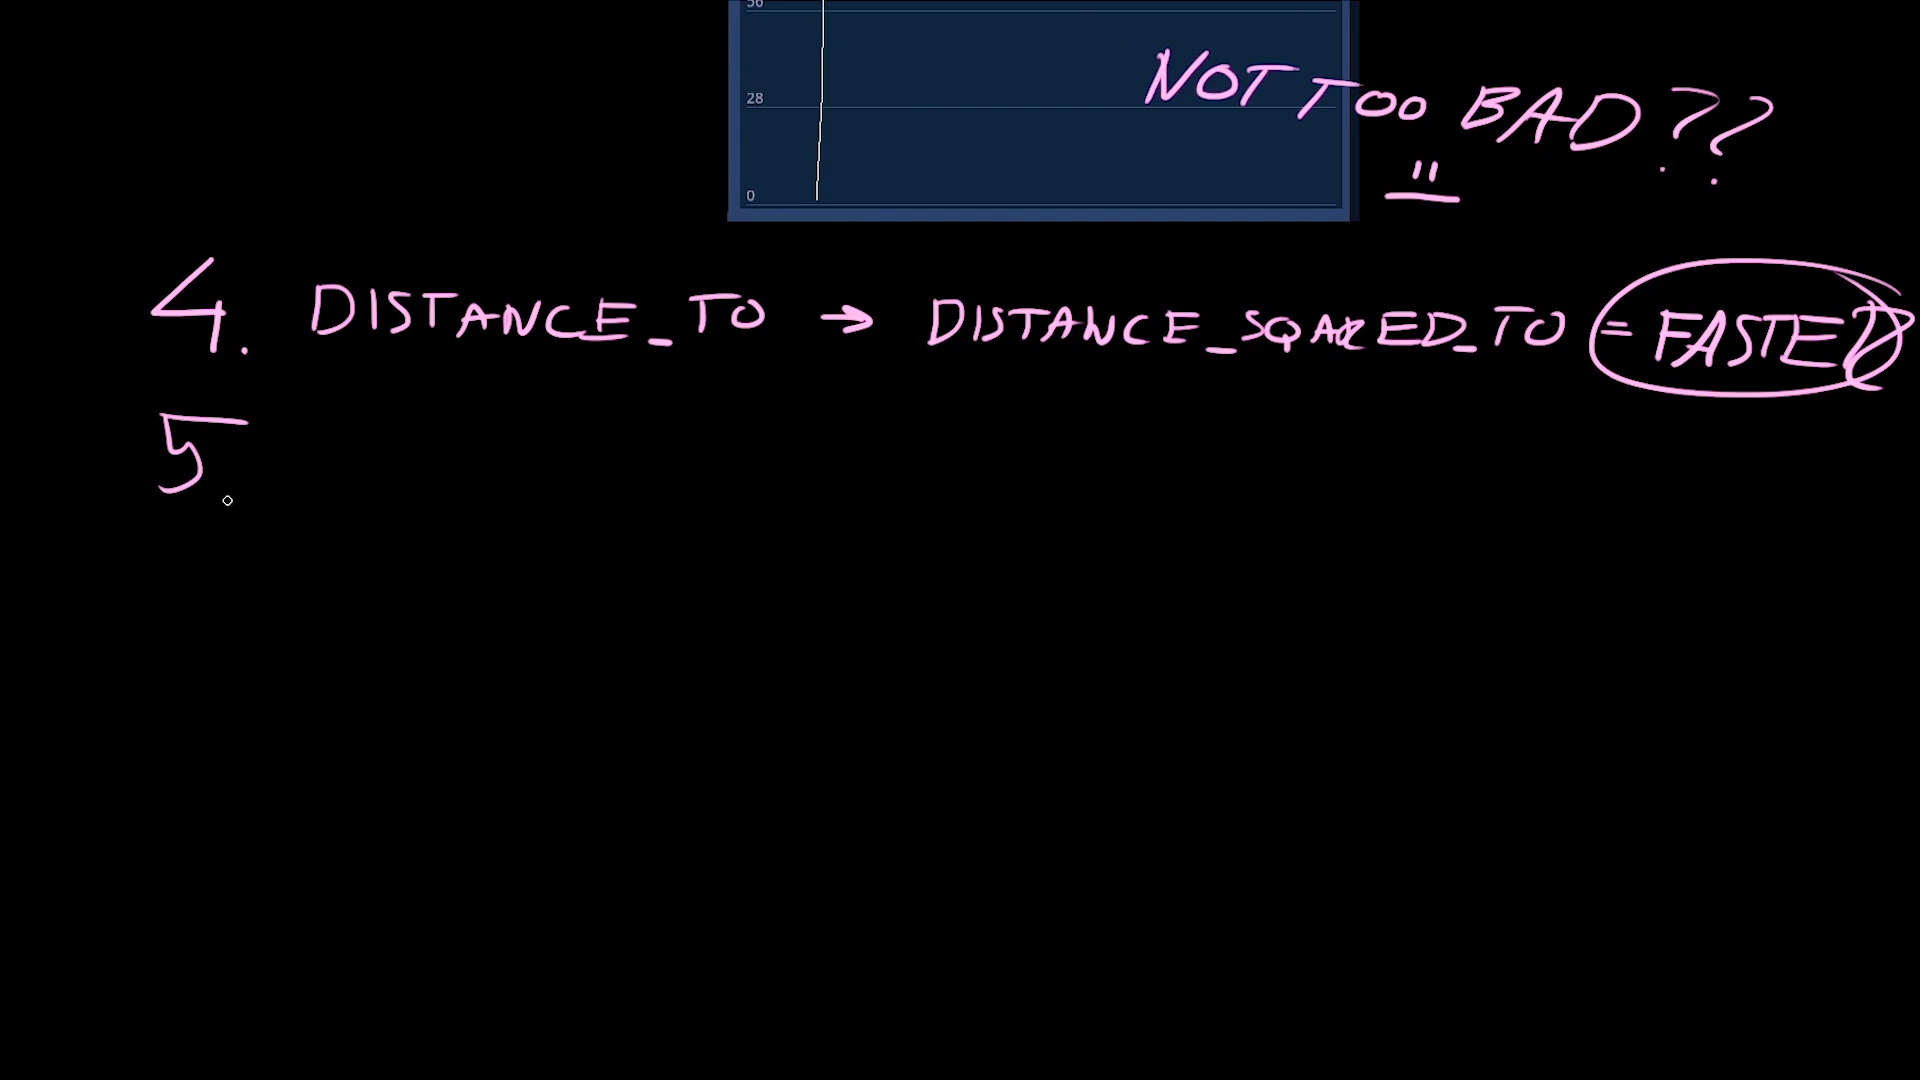 56
28
0
NOT TOO BAD??
4. DISTANCE_TO → DISTANCE_SQARED_TO = FASTER
5